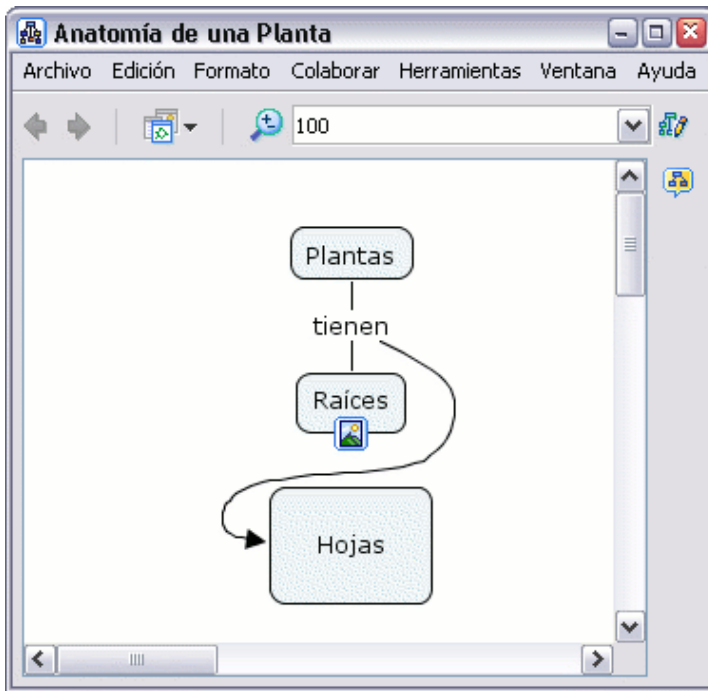 Anatomía de una Planta
Archivo Edición Formato Colaborar Herramientas Ventana Ayuda
100
Plantas
tienen
Raíces
Hojas